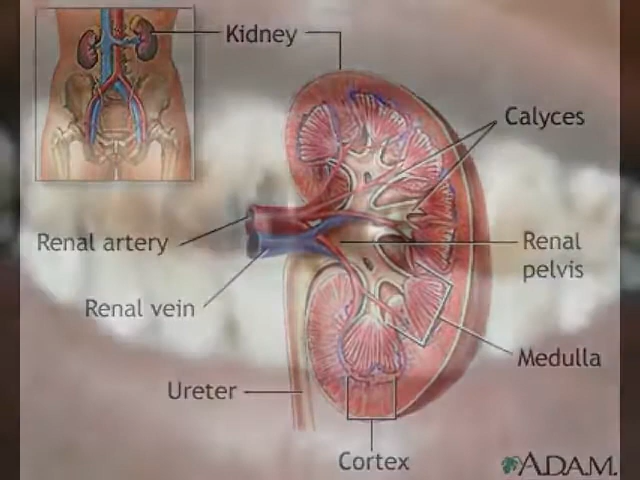 Kidney
Calyces
Renal artery
Renal
pelvis
Renal vein
Medulla
Ureter
Cortex
A.D.A.M.